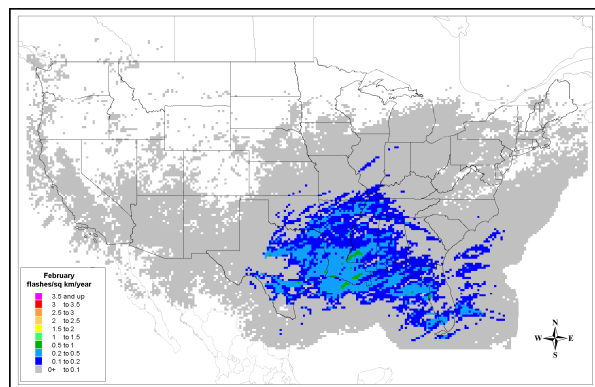 February
flashes/sq km/year
3.5 and up
3 to 3.5
2.5 to 3
2 to 2.5
1.5 to 2
1 to 1.5
0.5 to 1
0.2 to 0.5
0.1 to 0.2
0+ to 0.1
N
W E
S